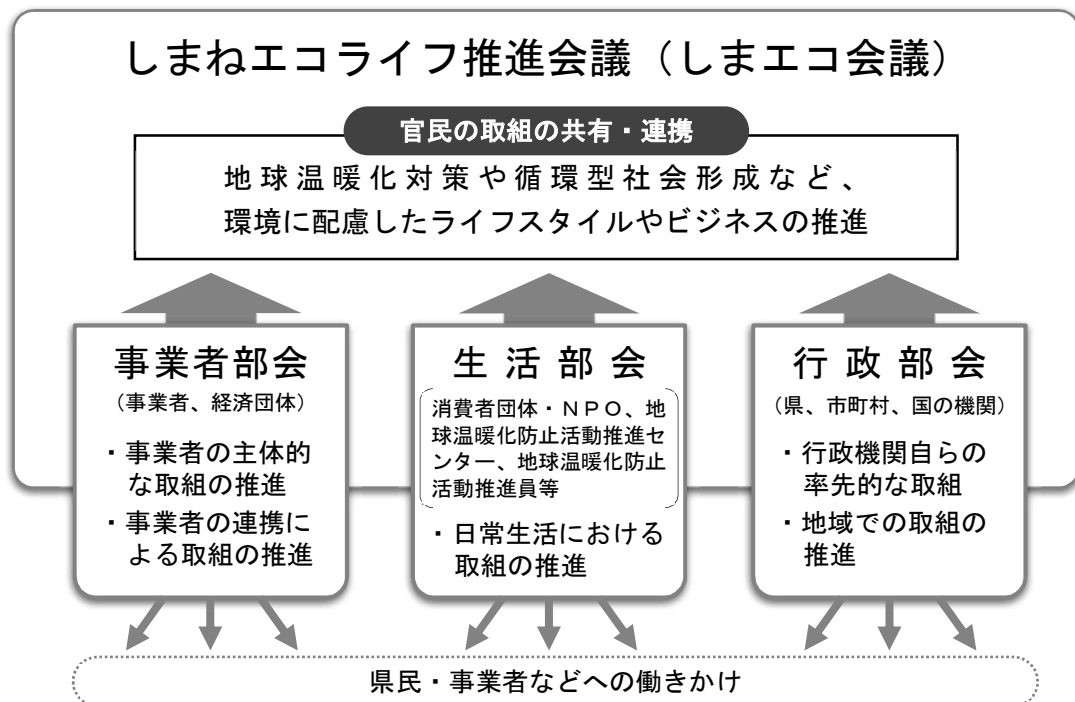 しまねエコライフ推進会議（しまエコ会議）
官民の取組の共有・連携
地球温暖化対策や循環型社会形成など、
環境に配慮したライフスタイルやビジネスの推進
事業者部会
（事業者、経済団体）
・事業者の主体的
な取組の推進
・事業者の連携に
よる取組の推進
生活部会
消費者団体・ＮＰＯ、地
球温暖化防止活動推進セ
ンター、地球温暖化防止
活動推進員等
・日常生活における
取組の推進
行政部会
（県、市町村、国の機関）
・行政機関自らの
率先的な取組
・地域での取組の
推進
県民・事業者などへの働きかけ